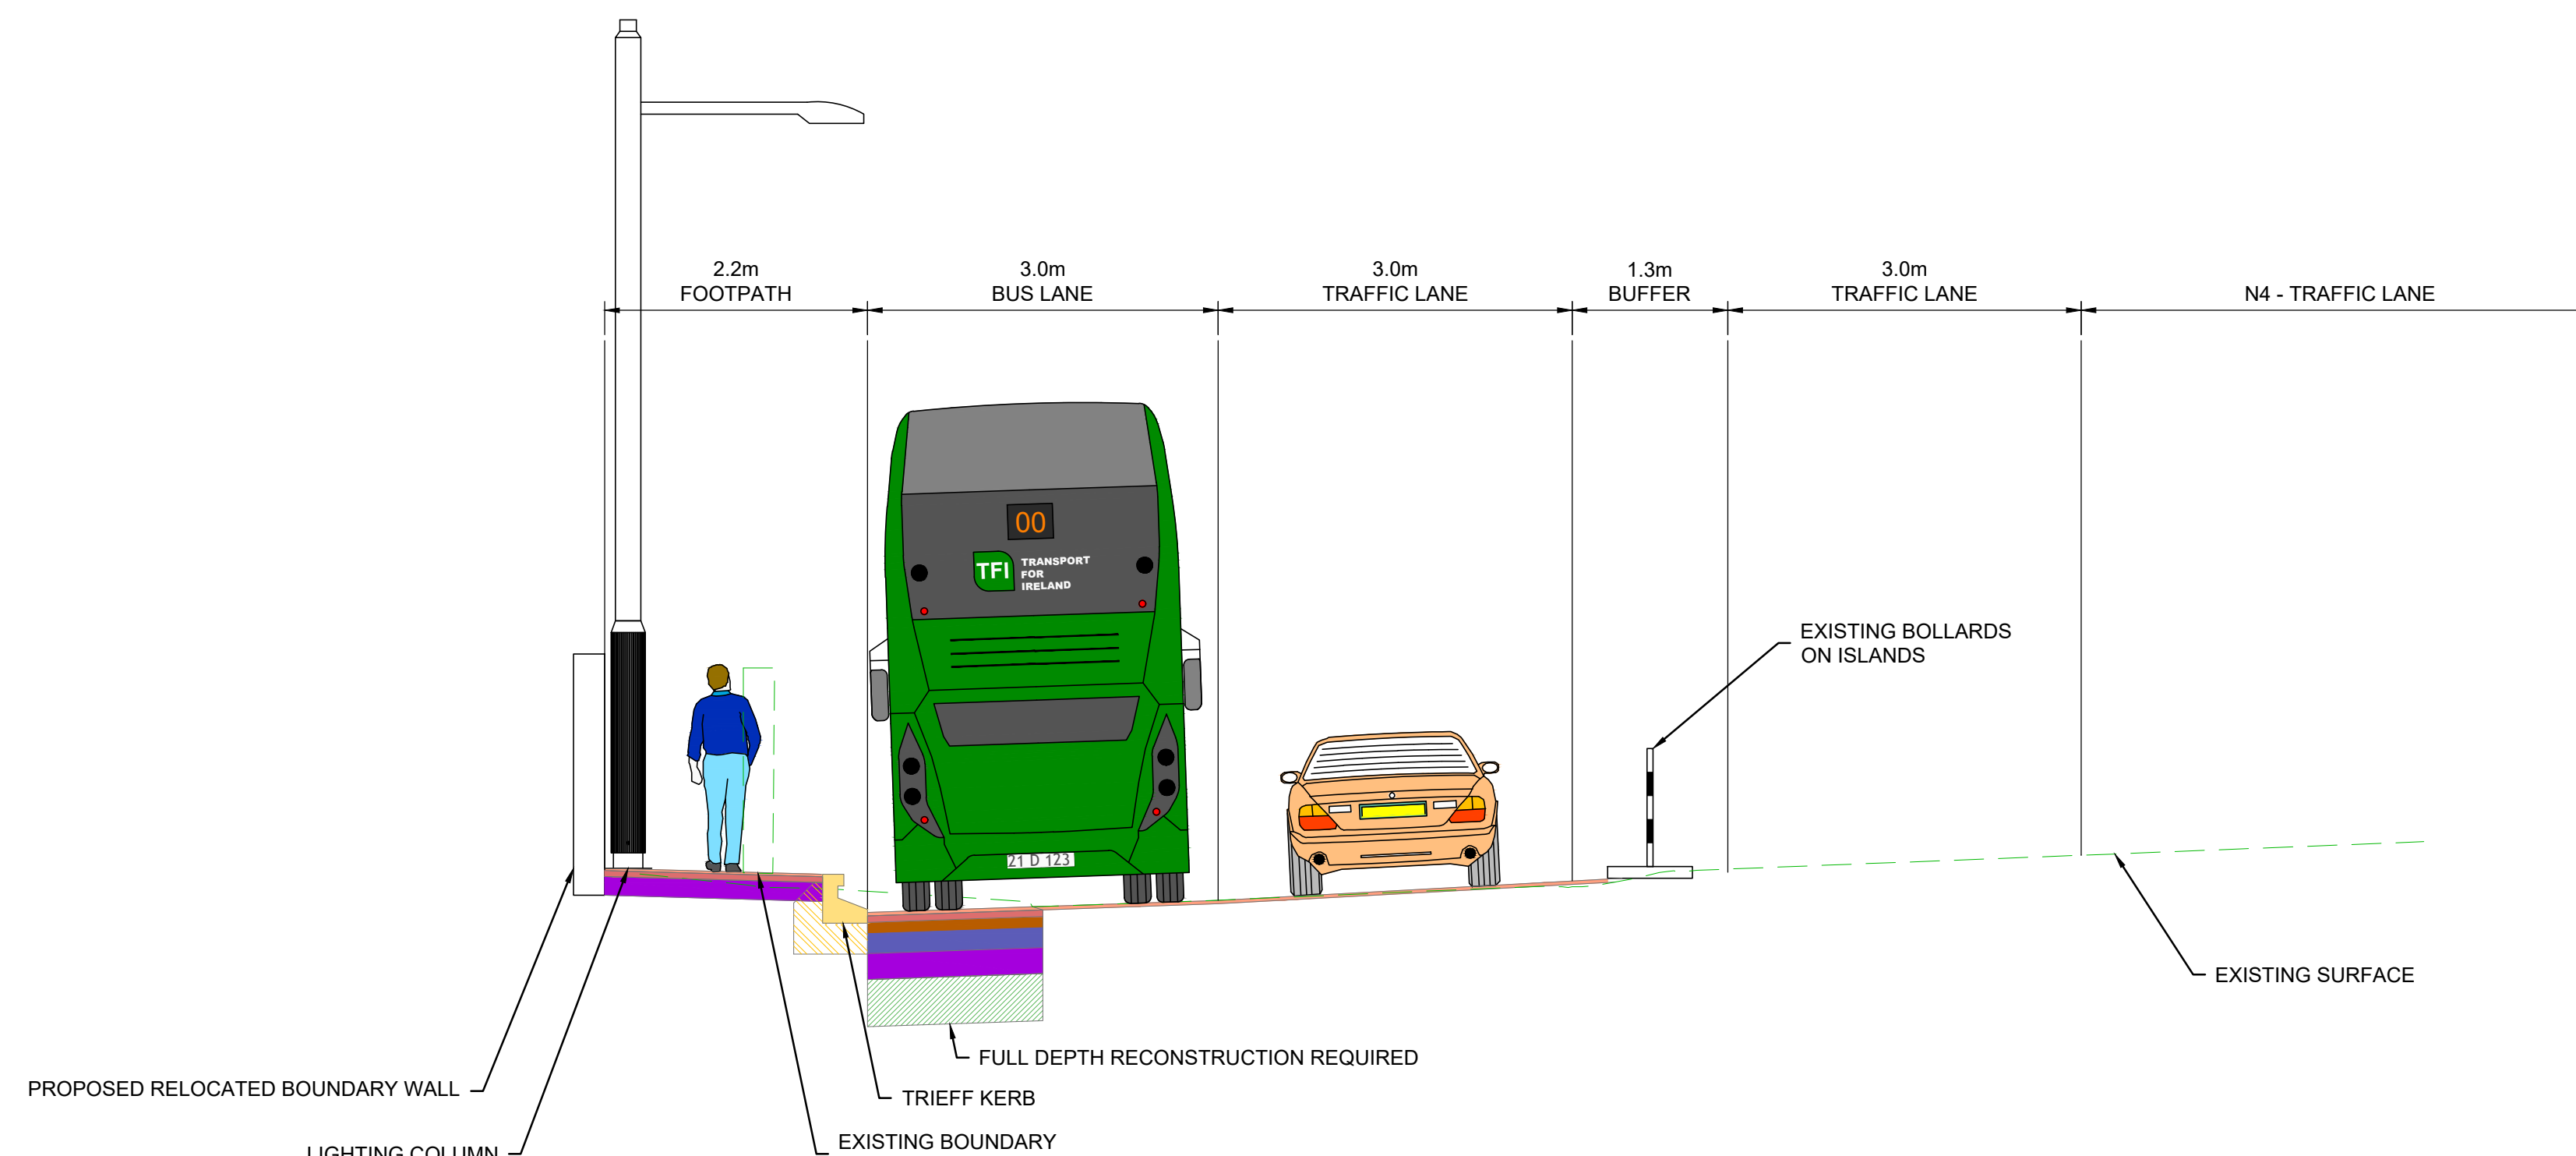 2.2m
FOOTPATH
3.0m
BUS LANE
3.0m
TRAFFIC LANE
1.3m
BUFFER
3.0m
TRAFFIC LANE
N4 - TRAFFIC LANE
00
TFI
TRANSPORT
FOR
IRELAND
21 D 123
EXISTING BOLLARDS
ON ISLANDS
EXISTING SURFACE
FULL DEPTH RECONSTRUCTION REQUIRED
PROPOSED RELOCATED BOUNDARY WALL
TRIEFF KERB
EXISTING BOUNDARY
LIGHTING COLUMN